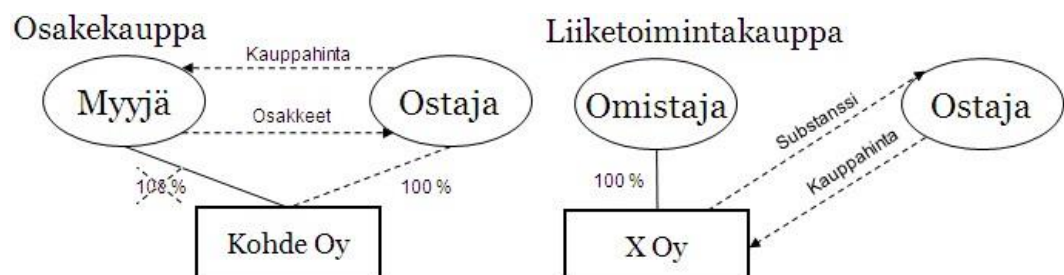 Osakekauppa
Kauppahinta
Myyjä
Ostaja
Osakkeet
100 %
100 %
Kohde Oy
Liiketoimintakauppa
Omistaja
Ostaja
Substanssi
Kauppahinta
100 %
X Oy